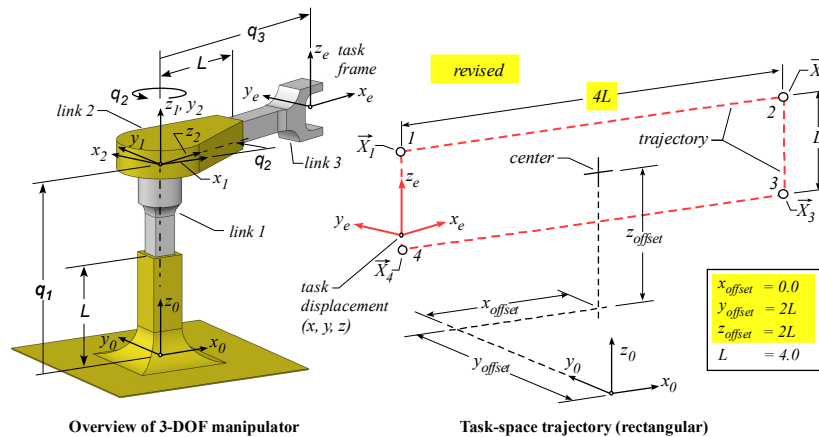 q3
L
ze
task
frame
ye
xe
q2
z1, y2
link 2
y1
z2
x2
q2
x1
link 3
link 1
q1
L
z0
y0
x0
Overview of 3-DOF manipulator
revised
4L
X
2
1
X1
trajectory
center
L
ze
3
X3
ye
xe
zoffset
4
X4
task
displacement
(x, y, z)
xoffset
yoffset
z0
y0
x0
xoffset = 0.0
yoffset = 2L
zoffset = 2L
L = 4.0
Task-space trajectory (rectangular)